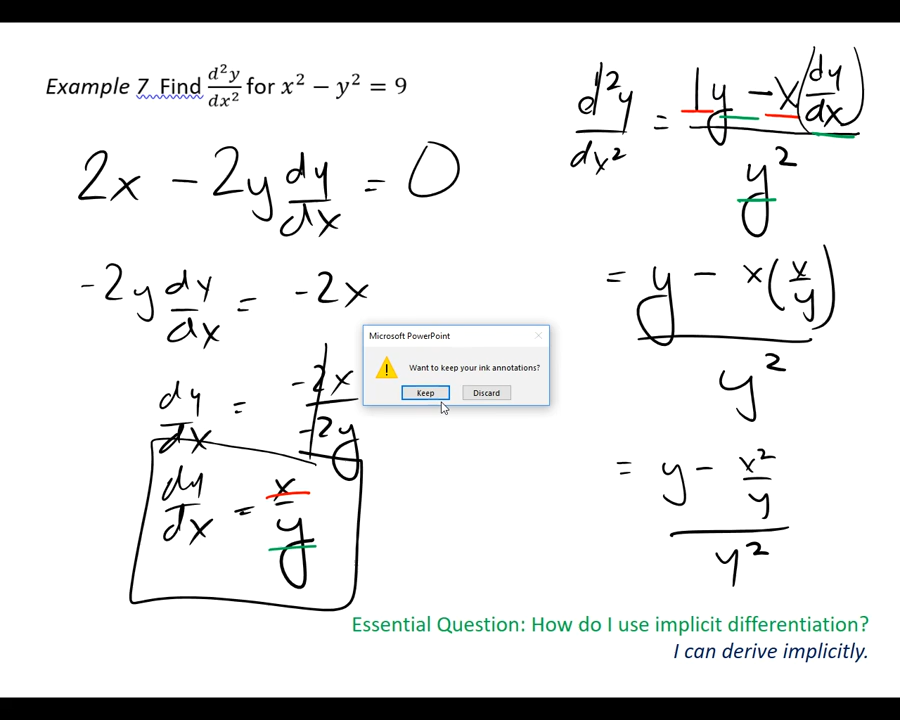 Example 7 Find d²y/dx² for x² − y² = 9
2x − 2y dy/dx = 0
-2y dy/dx = -2x
dy/dx = -2x/-2y
dy/dx = x/y
d²y/dx² = (1y − x(dy/dx))/y²
= (y − x(x/y))/y²
= (y − x²/y)/y²
Microsoft PowerPoint
Want to keep your ink annotations?
Keep Discard
Essential Question: How do I use implicit differentiation?
I can derive implicitly.